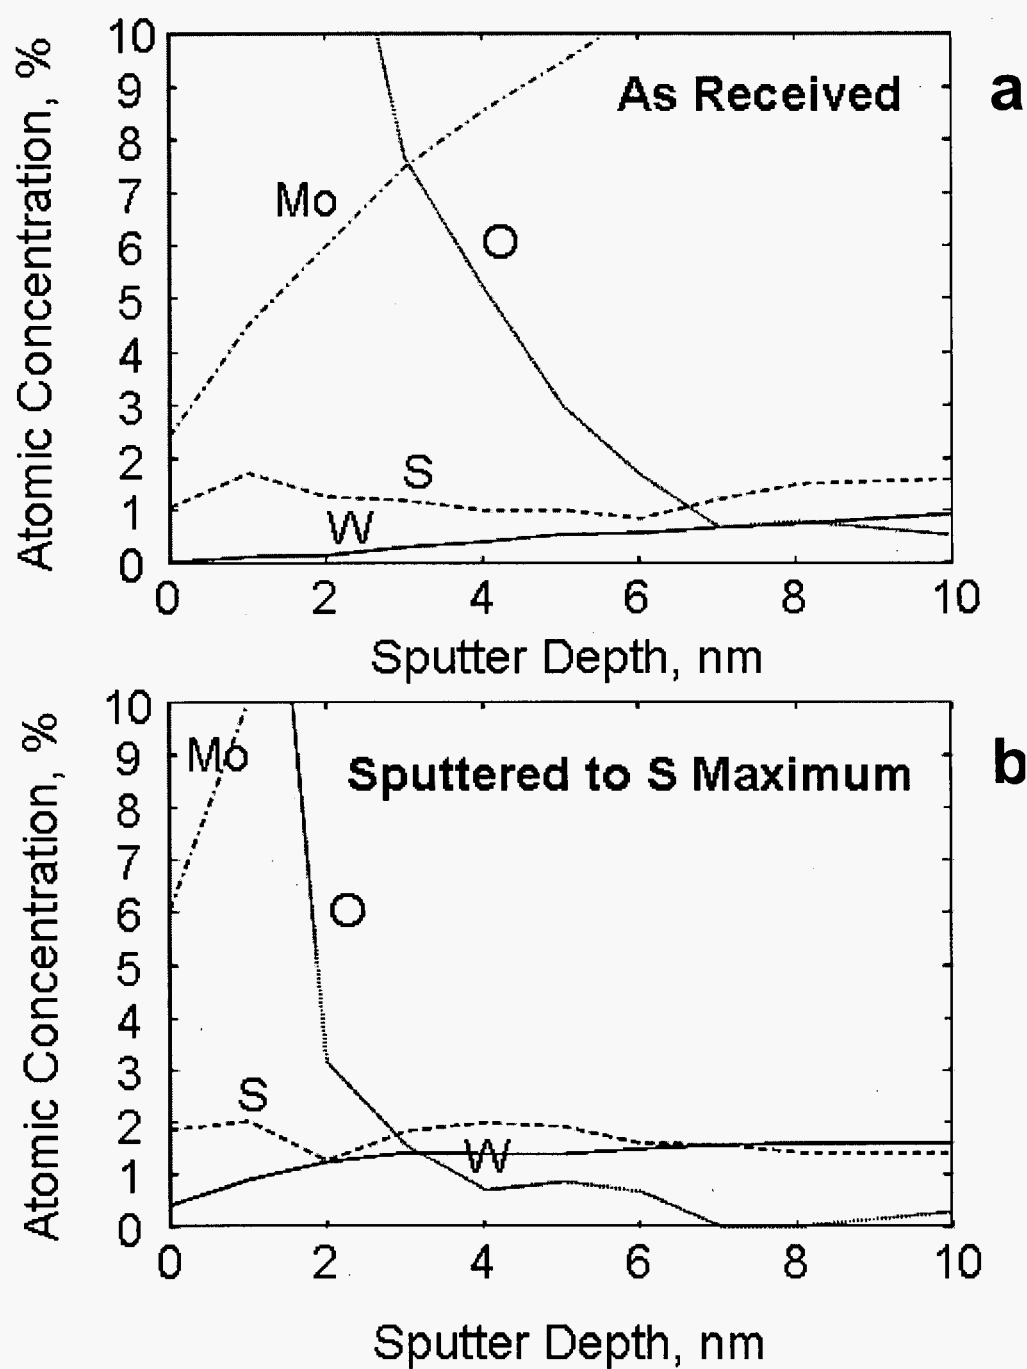 10
As Received
a
9
8
7
Mo
6
O
5
4
3
2
S
1
W
0
0 2 4 6 8 10
Atomic Concentration, %
Sputter Depth, nm
10
Mo
Sputtered to S Maximum
b
9
8
7
6
O
5
4
3
S
2
W
1
0
0 2 4 6 8 10
Atomic Concentration, %
Sputter Depth, nm